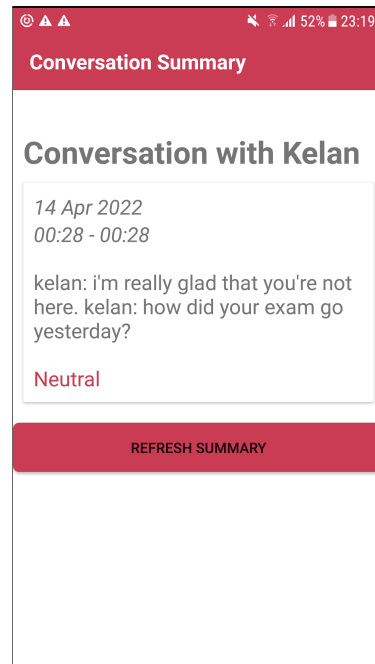 52% 23:19
Conversation Summary
Conversation with Kelan
14 Apr 2022
00:28 - 00:28
kelan: i'm really glad that you're not
here. kelan: how did your exam go
yesterday?
Neutral
REFRESH SUMMARY